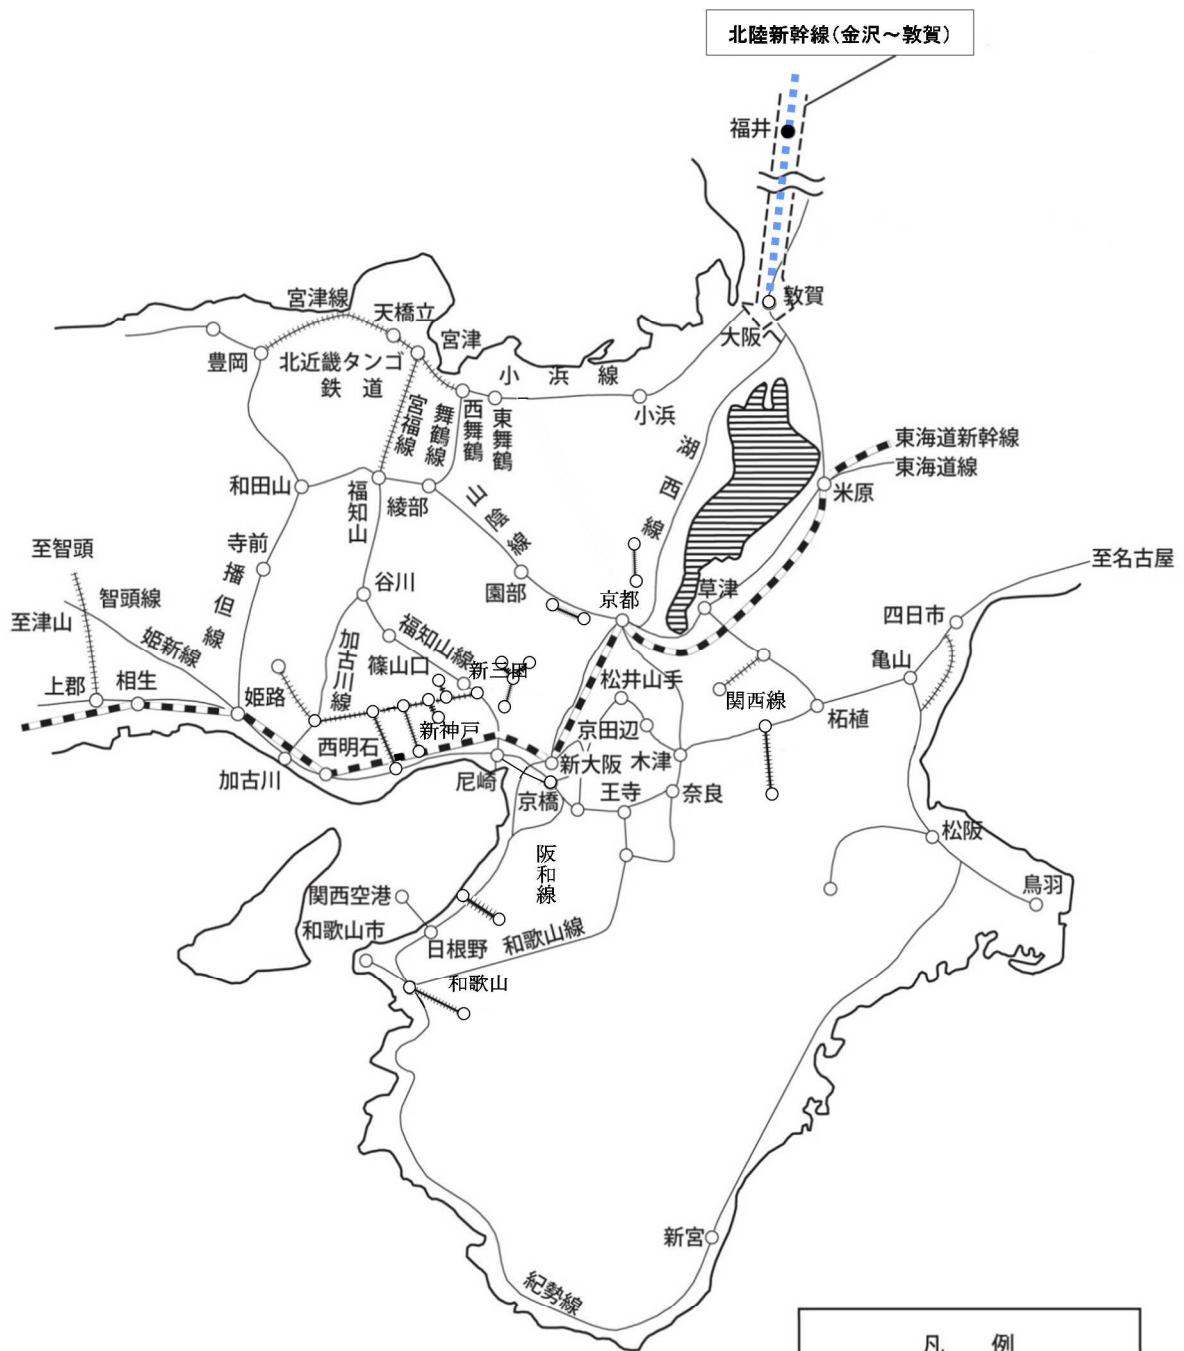 北陸新幹線（金沢～敦賀）
福井
敦賀
大阪
宮津線
天橋立
宮津
豊岡
北近畿タンゴ
鉄道
小浜線
小浜
宮福線
舞鶴線
西舞鶴
東舞鶴
湖西線
東海道新幹線
東海道線
米原
和田山
福知山
綾部
山陰線
至智頭
寺前
播但線
谷川
園部
京都
草津
至名古屋
智頭線
至津山
姫新線
加古川線
福知山線
篠山口
新三田
四日市
亀山
上郡
相生
姫路
松井山手
関西線
柘植
西明石
新神戸
京田辺
木津
加古川
尼崎
新大阪
京橋
王寺
奈良
松阪
阪和線
関西空港
鳥羽
和歌山市
日根野
和歌山線
和歌山
新宮
紀勢線
凡例